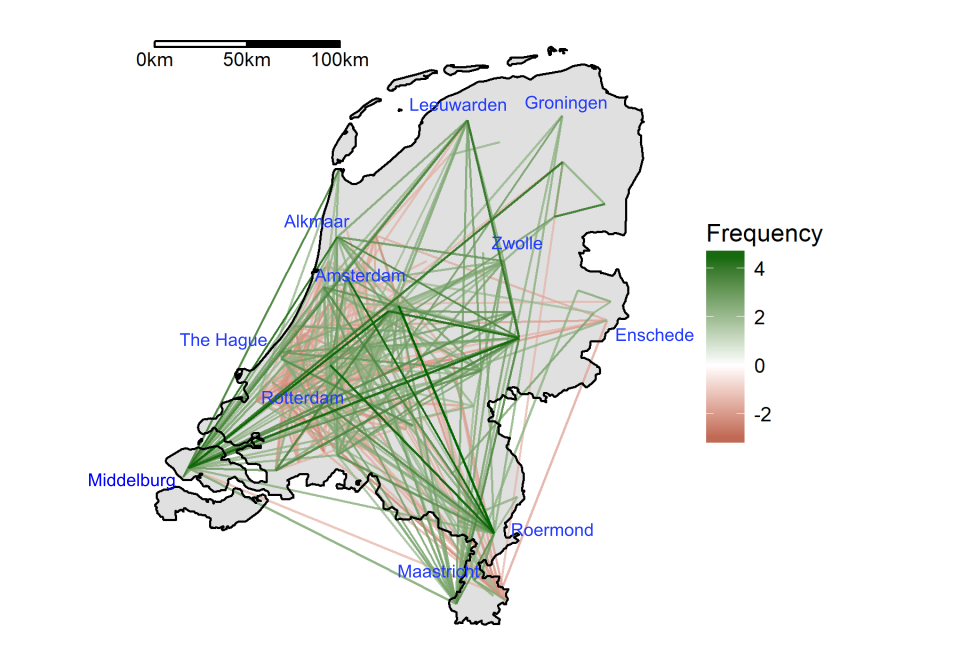 0km 50km 100km
Leeuwarden Groningen
Alkmaar
Zwolle
Amsterdam
The Hague
Enschede
Rotterdam
Middelburg
Roermond
Maastricht
Frequency
4
2
0
-2